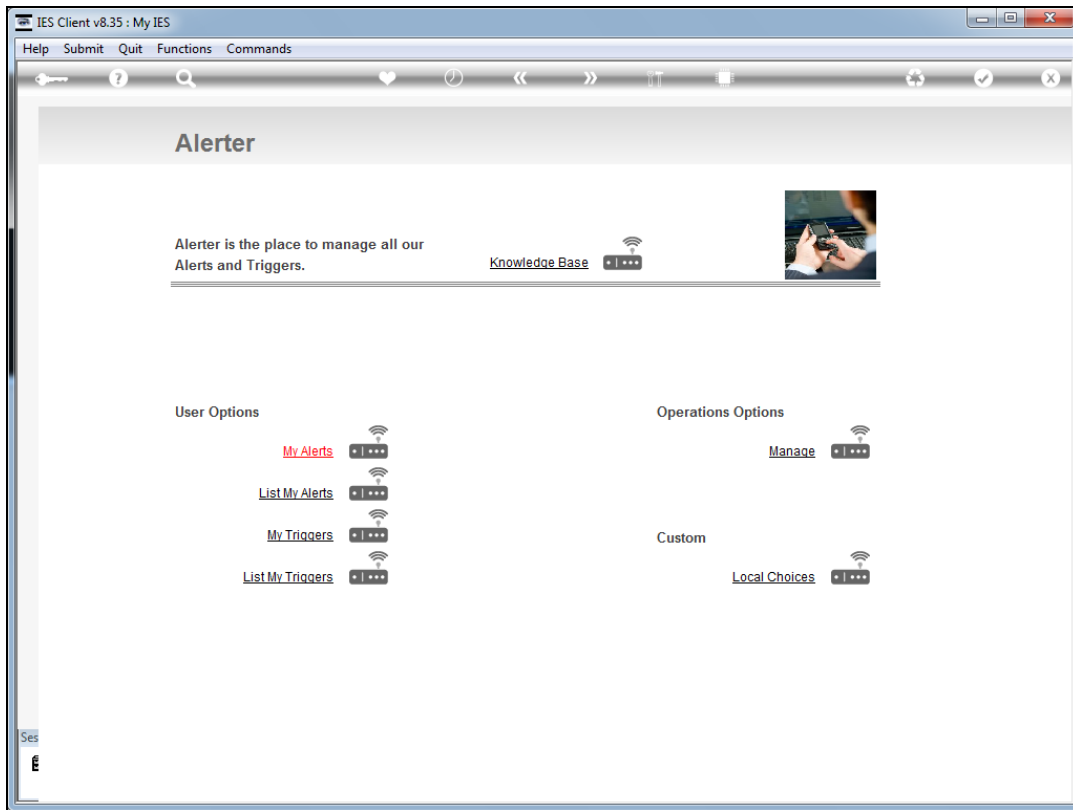 IES Client v8.35 : My IES
Help Submit Quit Functions Commands
Alerter
Alerter is the place to manage all our
Alerts and Triggers.
Knowledge Base
User Options
Operations Options
My Alerts
Manage
List My Alerts
My Triggers
Custom
List My Triggers
Local Choices
Ses